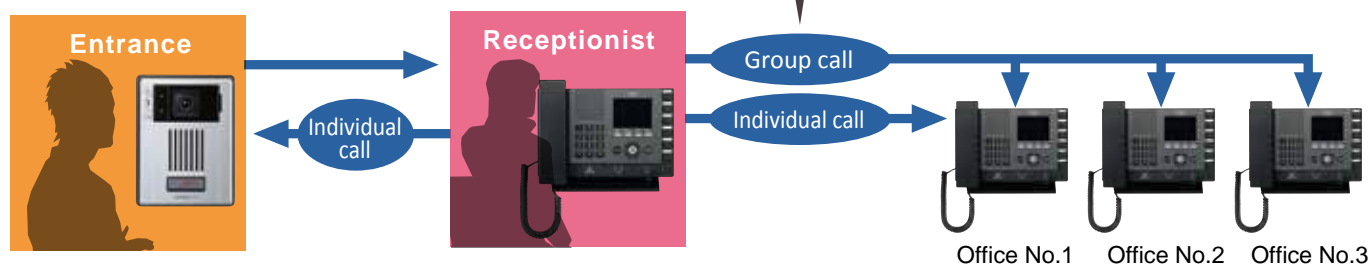 Entrance
Individual
call
Receptionist
Group call
Individual call
Office No.1
Office No.2
Office No.3